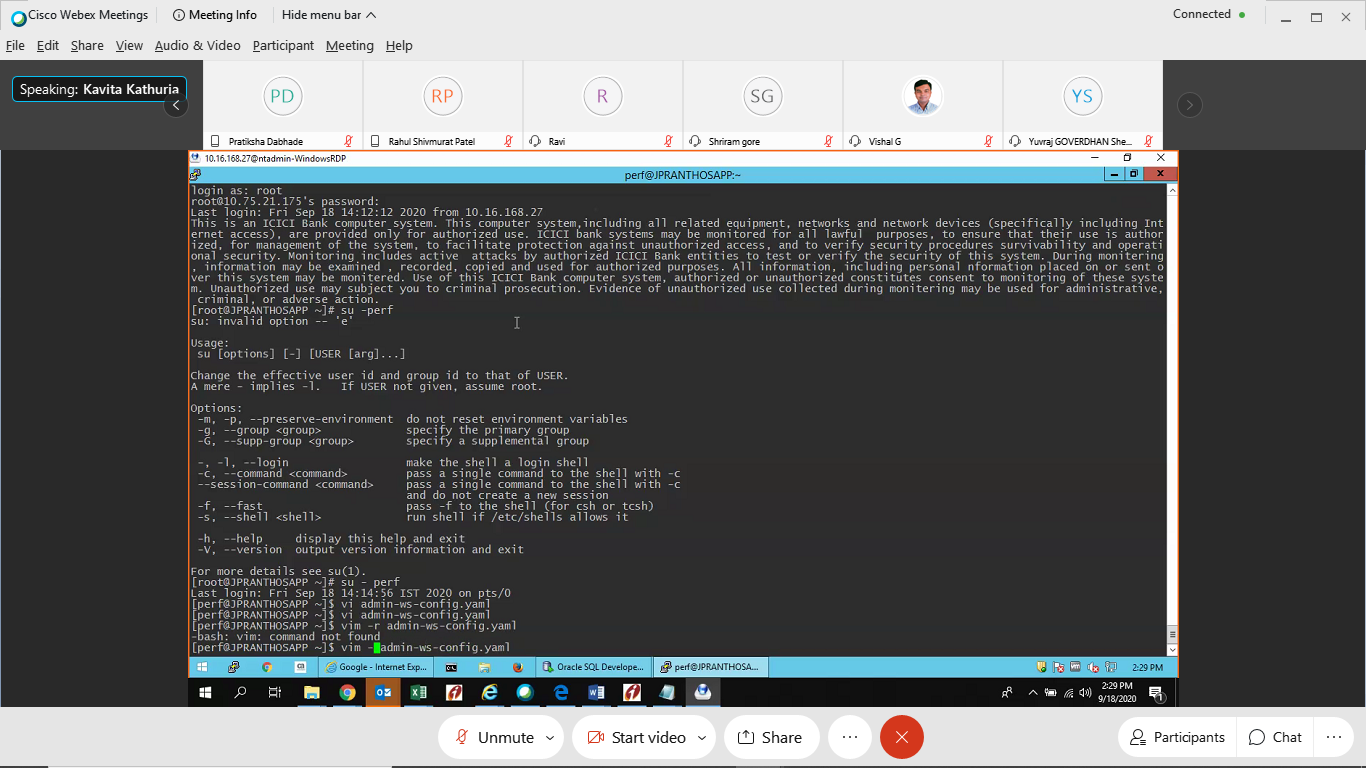 Cisco Webex Meetings
Meeting Info
Hide menu bar
Connected
File Edit Share View Audio & Video Participant Meeting Help
Speaking: Kavita Kathuria
PD
RP
R
SG
YS
Pratiksha Dabhade
Rahul Shivmurat Patel
Ravi
Shriram gore
Vishal G
Yuvraj GOVERDHAN She...
10.16.168.27@ntadmin-WindowsRDP
perf@JPRANTHOSAPP:~
login as: root
root@10.75.21.175's password:
Last login: Fri Sep 18 14:12:12 2020 from 10.16.168.27
This is an ICICI Bank computer system. This computer system,including all related equipment, networks and network devices (specifically including Int
ernet access), are provided only for authorized use. ICICI bank systems may be monitored for all lawful  purposes, to ensure that their use is author
ized, for management of the system, to facilitate protection against unauthorized access, and to verify security procedures survivability and operati
onal security. Monitoring includes active  attacks by authorized ICICI Bank entities to test or verify the security of this system. During monitoring
, information may be examined , recorded, copied and used for authorized purposes. All information, including personal nformation placed on or sent o
ver this system may be monitered. Use of this ICICI Bank computer system, authorized or unauthorized constitutes consent to monitoring of these syste
m. Unauthorized use may subject you to criminal prosecution. Evidence of unauthorized use collected during monitoring may be used for administrative,
 criminal, or adverse action.
[root@JPRANTHOSAPP ~]# su -perf
su: invalid option -- 'e'
Usage:
 su [options] [-] [USER [arg]...]
Change the effective user id and group id to that of USER.
A mere - implies -l.   If USER not given, assume root.
Options:
 -m, -p, --preserve-environment  do not reset environment variables
 -g, --group <group>             specify the primary group
 -G, --supp-group <group>        specify a supplemental group
 -, -l, --login                  make the shell a login shell
 -c, --command <command>         pass a single command to the shell with -c
 --session-command <command>     pass a single command to the shell with -c
                                 and do not create a new session
 -f, --fast                      pass -f to the shell (for csh or tcsh)
 -s, --shell <shell>             run shell if /etc/shells allows it
 -h, --help     display this help and exit
 -V, --version  output version information and exit
For more details see su(1).
[root@JPRANTHOSAPP ~]# su - perf
Last login: Fri Sep 18 14:14:56 IST 2020 on pts/0
[perf@JPRANTHOSAPP ~]$ vi admin-ws-config.yaml
[perf@JPRANTHOSAPP ~]$ vi admin-ws-config.yaml
[perf@JPRANTHOSAPP ~]$ vim -r admin-ws-config.yaml
-bash: vim: command not found
[perf@JPRANTHOSAPP ~]$ vim - admin-ws-config.yaml
Google - Internet Exp...
Oracle SQL Develope...
perf@JPRANTHOSA...
2:29 PM
2:29 PM
9/18/2020
1
Unmute
Start video
Share
Participants
Chat